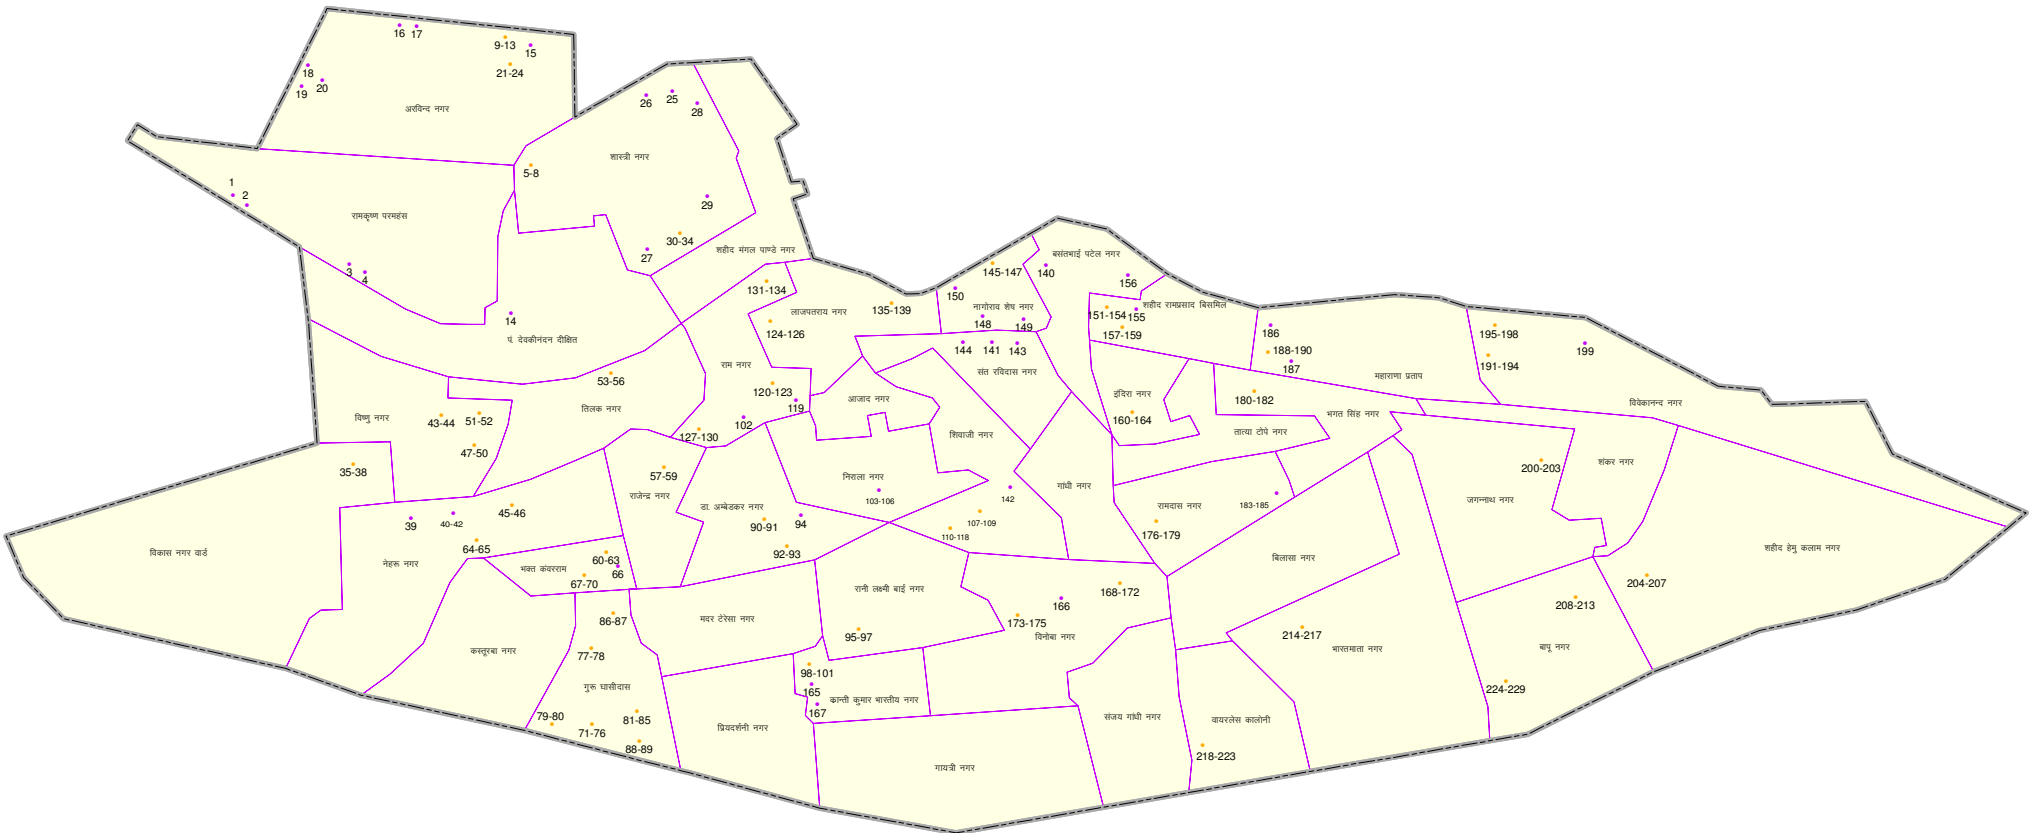 16 17
9-13 15
18
21-24
19 20
अरविन्द नगर
26 25 28
शास्त्री नगर
5-8
1
2
29
रामकृष्ण परमहंस
30-34
27
शहीद मंगल पाण्डे नगर
3
4
बसंतभाई पटेल नगर
145-147 140 156
131-134
150
135-139
नागोराव शेष नगर
शहीद रामप्रसाद बिसमिल
लाजपतराय नगर
14
151-154 155
148 149
124-126
157-159
186
195-198
पं. देवकीनंदन दीक्षित
144 141 143
188-190
199
187
191-194
राम नगर
संत रविदास नगर
महाराणा प्रताप
53-56
120-123
119
आजाद नगर
इंदिरा नगर
180-182
विवेकानन्द नगर
तिलक नगर
विष्णु नगर
43-44
51-52
102
160-164
भगत सिंह नगर
127-130
शिवाजी नगर
तात्या टोपे नगर
47-50
35-38
57-59
निराला नगर
200-203
शंकर नगर
राजेन्द्र नगर
103-106
142
गांधी नगर
जगन्नाथ नगर
डा. अम्बेडकर नगर
45-46
39
40-42
90-91
94
107-109
110-118
रामदास नगर
183-185
176-179
विकास नगर वार्ड
64-65
92-93
बिलासा नगर
शहीद हेमु कलाम नगर
नेहरू नगर
60-63
भक्त कंवरराम
66
67-70
रानी लक्ष्मी बाई नगर
168-172
204-207
166
208-213
86-87
मदर टेरेसा नगर
173-175
95-97
विनोबा नगर
214-217
कस्तूरबा नगर
77-78
भारतमाता नगर
बापू नगर
98-101
गुरू घासीदास
165
कान्ती कुमार भारतीय नगर
224-229
167
79-80
81-85
71-76
प्रियदर्शनी नगर
संजय गांधी नगर
वायरलेस कालोनी
88-89
218-223
गायत्री नगर